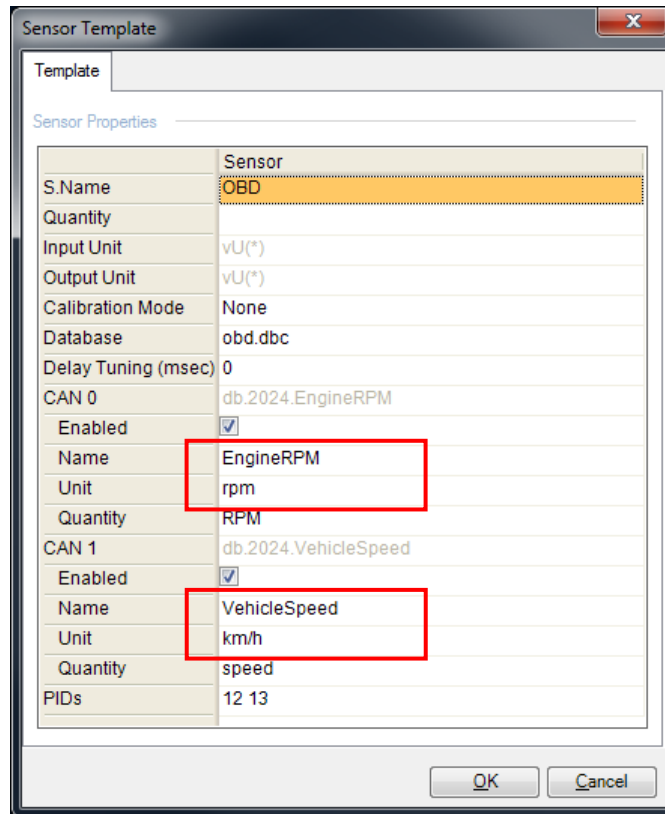 Sensor Template
Template
Sensor Properties
Sensor
S.Name OBD
Quantity
Input Unit vU(*)
Output Unit vU(*)
Calibration Mode None
Database obd.dbc
Delay Tuning (msec) 0
CAN 0 db.2024.EngineRPM
Enabled
Name EngineRPM
Unit rpm
Quantity RPM
CAN 1 db.2024.VehicleSpeed
Enabled
Name VehicleSpeed
Unit km/h
Quantity speed
PIDs 12 13
OK Cancel